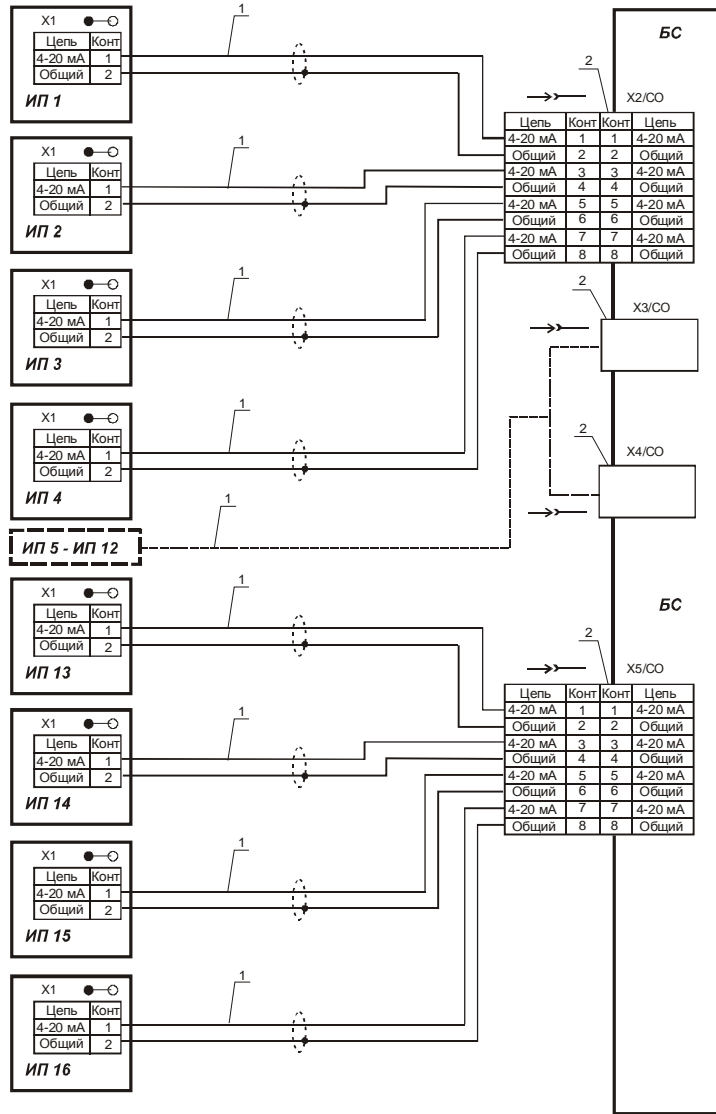 X1
Цепь Конт
4-20 мА 1
Общий 2
ИП 1
1
X1
Цепь Конт
4-20 мА 1
Общий 2
ИП 2
1
X1
Цепь Конт
4-20 мА 1
Общий 2
ИП 3
1
X1
Цепь Конт
4-20 мА 1
Общий 2
ИП 4
1
ИП 5 - ИП 12
1
X1
Цепь Конт
4-20 мА 1
Общий 2
ИП 13
1
X1
Цепь Конт
4-20 мА 1
Общий 2
ИП 14
1
X1
Цепь Конт
4-20 мА 1
Общий 2
ИП 15
1
X1
Цепь Конт
4-20 мА 1
Общий 2
ИП 16
1
БС
2
X2/CO
Цепь Конт Конт Цепь
4-20 мА 1 1 4-20 мА
Общий 2 2 Общий
4-20 мА 3 3 4-20 мА
Общий 4 4 Общий
4-20 мА 5 5 4-20 мА
Общий 6 6 Общий
4-20 мА 7 7 4-20 мА
Общий 8 8 Общий
2
X3/CO
2
X4/CO
БС
2
X5/CO
Цепь Конт Конт Цепь
4-20 мА 1 1 4-20 мА
Общий 2 2 Общий
4-20 мА 3 3 4-20 мА
Общий 4 4 Общий
4-20 мА 5 5 4-20 мА
Общий 6 6 Общий
4-20 мА 7 7 4-20 мА
Общий 8 8 Общий